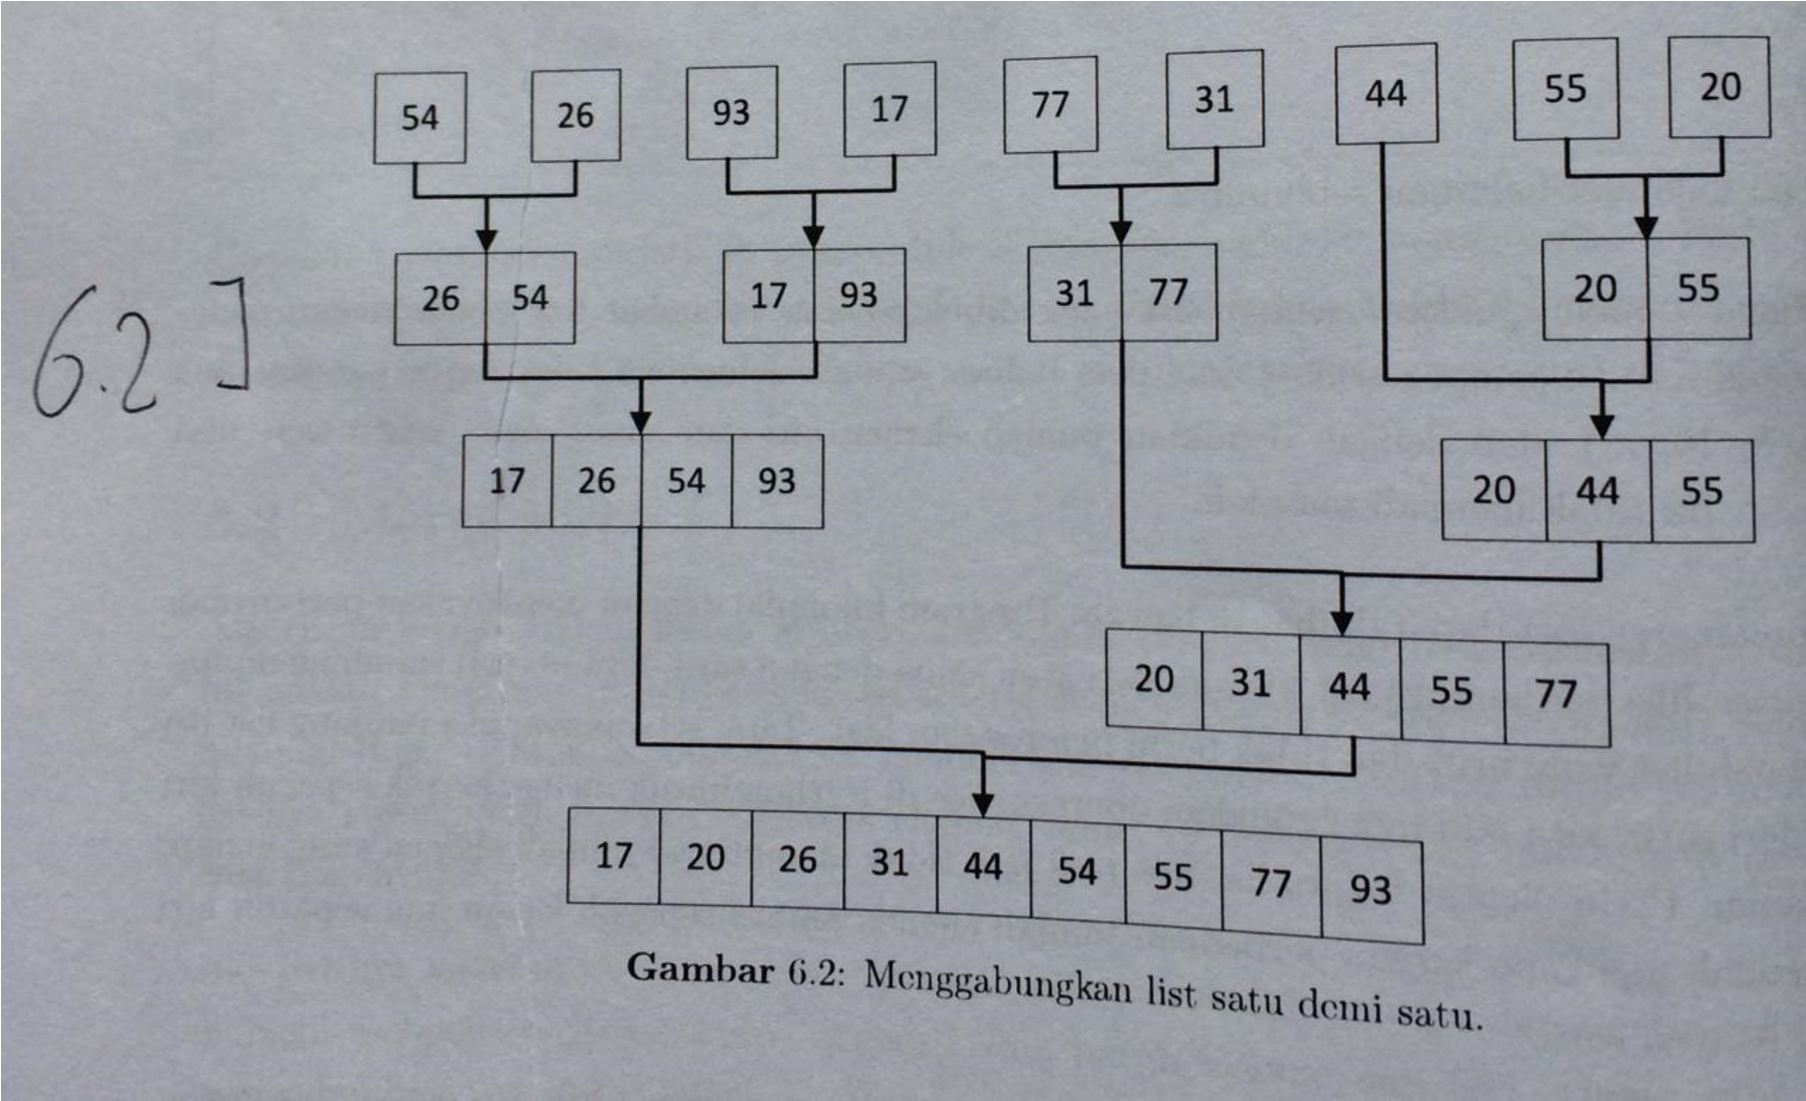 54 26 93 17 77 31 44 55 20
26 54 17 93 31 77 20 55
6.2]
17 26 54 93 20 44 55
20 31 44 55 77
17 20 26 31 44 54 55 77 93
Gambar 6.2: Menggabungkan list satu demi satu.